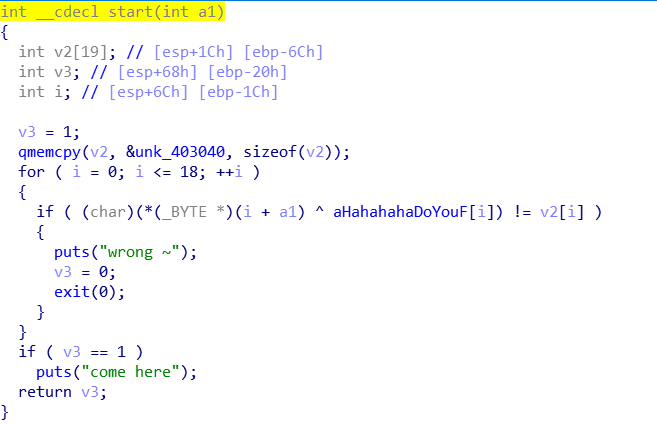 int __cdecl start(int a1)
{
  int v2[19]; // [esp+1Ch] [ebp-6Ch]
  int v3; // [esp+68h] [ebp-20h]
  int i; // [esp+6Ch] [ebp-1Ch]

  v3 = 1;
  qmemcpy(v2, &unk_403040, sizeof(v2));
  for ( i = 0; i <= 18; ++i )
  {
    if ( (char)(*(_BYTE *)(i + a1) ^ aHahahahaDoYouF[i]) != v2[i] )
    {
      puts("wrong ~");
      v3 = 0;
      exit(0);
    }
  }
  if ( v3 == 1 )
    puts("come here");
  return v3;
}